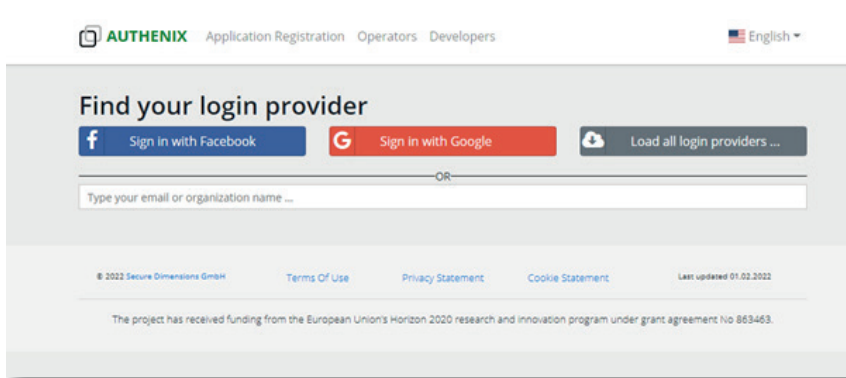 AUTHENIX Application Registration Operators Developers English
Find your login provider
f Sign in with Facebook G Sign in with Google Load all login providers ...
OR
Type your email or organization name ...
© 2022 Secure Dimensions GmbH Terms Of Use Privacy Statement Cookie Statement Last updated 01.02.2022
The project has received funding from the European Union's Horizon 2020 research and innovation program under grant agreement No 863463.